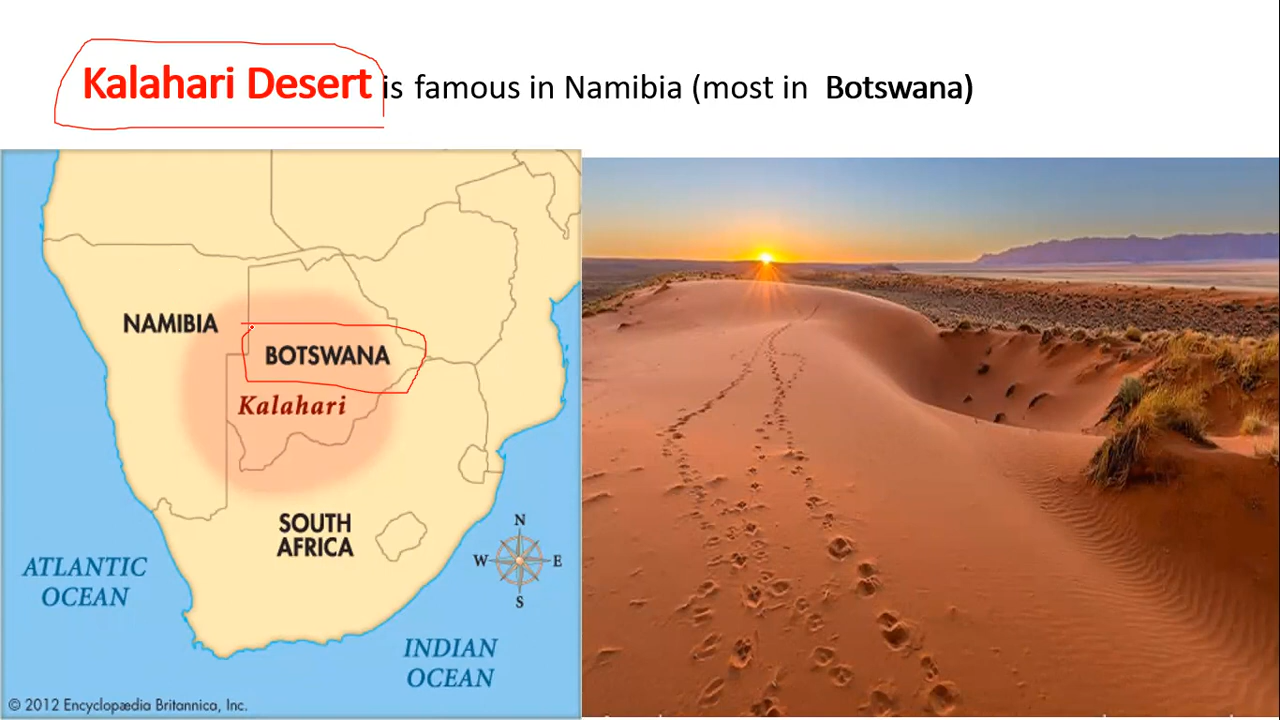 Kalahari Desert is famous in Namibia (most in Botswana)
NAMIBIA
BOTSWANA
Kalahari
SOUTH
AFRICA
N
W
E
S
ATLANTIC
OCEAN
INDIAN
OCEAN
© 2012 Encyclopædia Britannica, Inc.